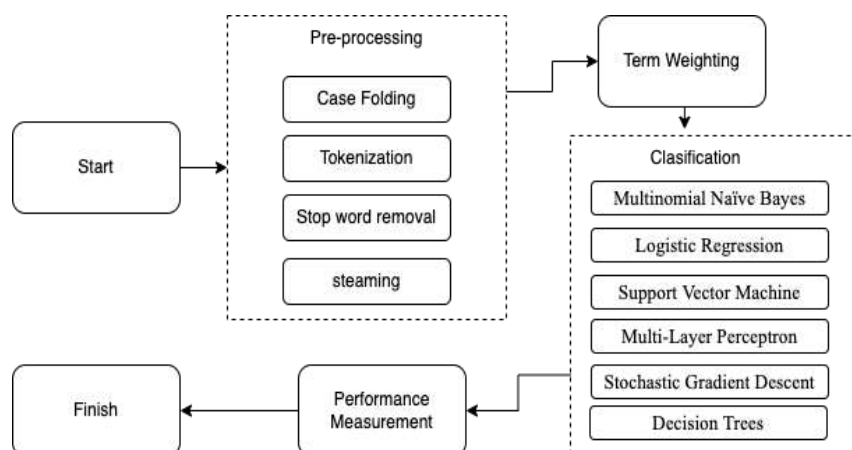 Pre-processing
Case Folding
Tokenization
Stop word removal
steaming
Start
Term Weighting
Clasification
Multinomial Naïve Bayes
Logistic Regression
Support Vector Machine
Multi-Layer Perceptron
Stochastic Gradient Descent
Decision Trees
Performance
Measurement
Finish